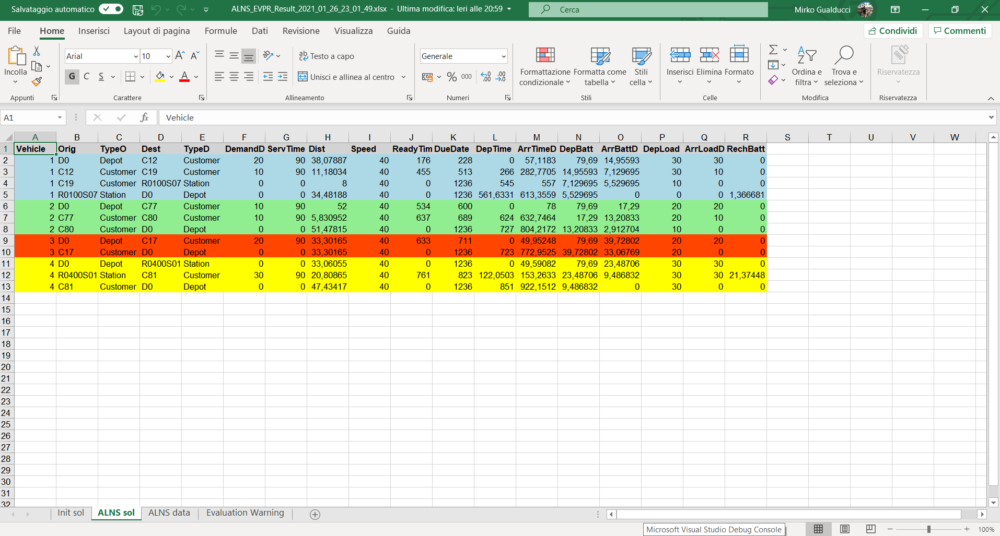 Salvataggio automatico ALNS_EVPR_Result_2021_01_26_23_01_49.xlsx - Ultima modifica: Ieri alle 20:59 Cerca Mirko Gualducci
File Home Inserisci Layout di pagina Formule Dati Revisione Visualizza Guida Condividi Commenti
Incolla
Appunti
Arial 10
G C S
Carattere
Testo a capo
Unisci e allinea al centro
Allineamento
Generale
% 000
Numeri
Formattazione condizionale
Formatta come tabella
Stili cella
Stili
Inserisci Elimina Formato
Celle
Ordina e filtra
Trova e seleziona
Modifica
Riservatezza
Riservatezza
A1 fx Vehicle
A B C D E F G H I J K L M N O P Q R S T U V W
1 Vehicle Orig TypeO Dest TypeD DemandD ServTime Dist Speed ReadyTim DueDate DepTime ArrTimeD DepBatt ArrBattD DepLoad ArrLoadD RechBatt
2 1 D0 Depot C12 Customer 20 90 38,07887 40 176 228 0 57,1183 79,69 14,95593 30 30 0
3 1 C12 Customer C19 Customer 10 90 11,18034 40 455 513 266 282,7705 14,95593 7,129695 30 10 0
4 1 C19 Customer R0100S07 Station 0 0 8 40 0 1236 545 557 7,129695 5,529695 10 0 0
5 1 R0100S07 Station D0 Depot 0 0 34,48188 40 0 1236 561,6331 613,3559 5,529695 0 0 0 1,366681
6 2 D0 Depot C77 Customer 10 90 52 40 534 600 0 78 79,69 17,29 20 20 0
7 2 C77 Customer C80 Customer 10 90 5,830952 40 637 689 624 632,7464 17,29 13,20833 20 10 0
8 2 C80 Customer D0 Depot 0 0 51,47815 40 0 1236 727 804,2172 13,20833 2,912704 10 0 0
9 3 D0 Depot C17 Customer 20 90 33,30165 40 633 711 0 49,95248 79,69 39,72802 20 20 0
10 3 C17 Customer D0 Depot 0 0 33,30165 40 0 1236 723 772,9525 39,72802 33,06769 20 0 0
11 4 D0 Depot R0400S01 Station 0 0 33,06055 40 0 1236 0 49,59082 79,69 23,48706 30 30 0
12 4 R0400S01 Station C81 Customer 30 90 20,80865 40 761 823 122,0503 153,2633 23,48706 9,486832 30 30 21,37448
13 4 C81 Customer D0 Depot 0 0 47,43417 40 0 1236 851 922,1512 9,486832 0 30 0 0
14
15
16
17
18
19
20
21
22
23
24
25
26
27
28
29
30
31
32
Init sol ALNS sol ALNS data Evaluation Warning
Microsoft Visual Studio Debug Console 100%